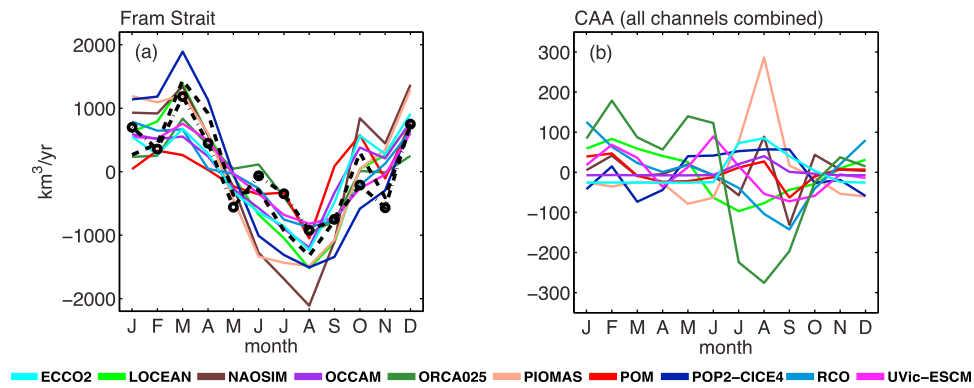 Fram Strait
CAA (all channels combined)
(a)
(b)
2000
1000
0
−1000
−2000
km³/yr
J F M A M J J A S O N D
month
300
200
100
0
−100
−200
−300
J F M A M J J A S O N D
month
ECCO2 LOCEAN NAOSIM OCCAM ORCA025 PIOMAS POM POP2−CICE4 RCO UVic−ESCM